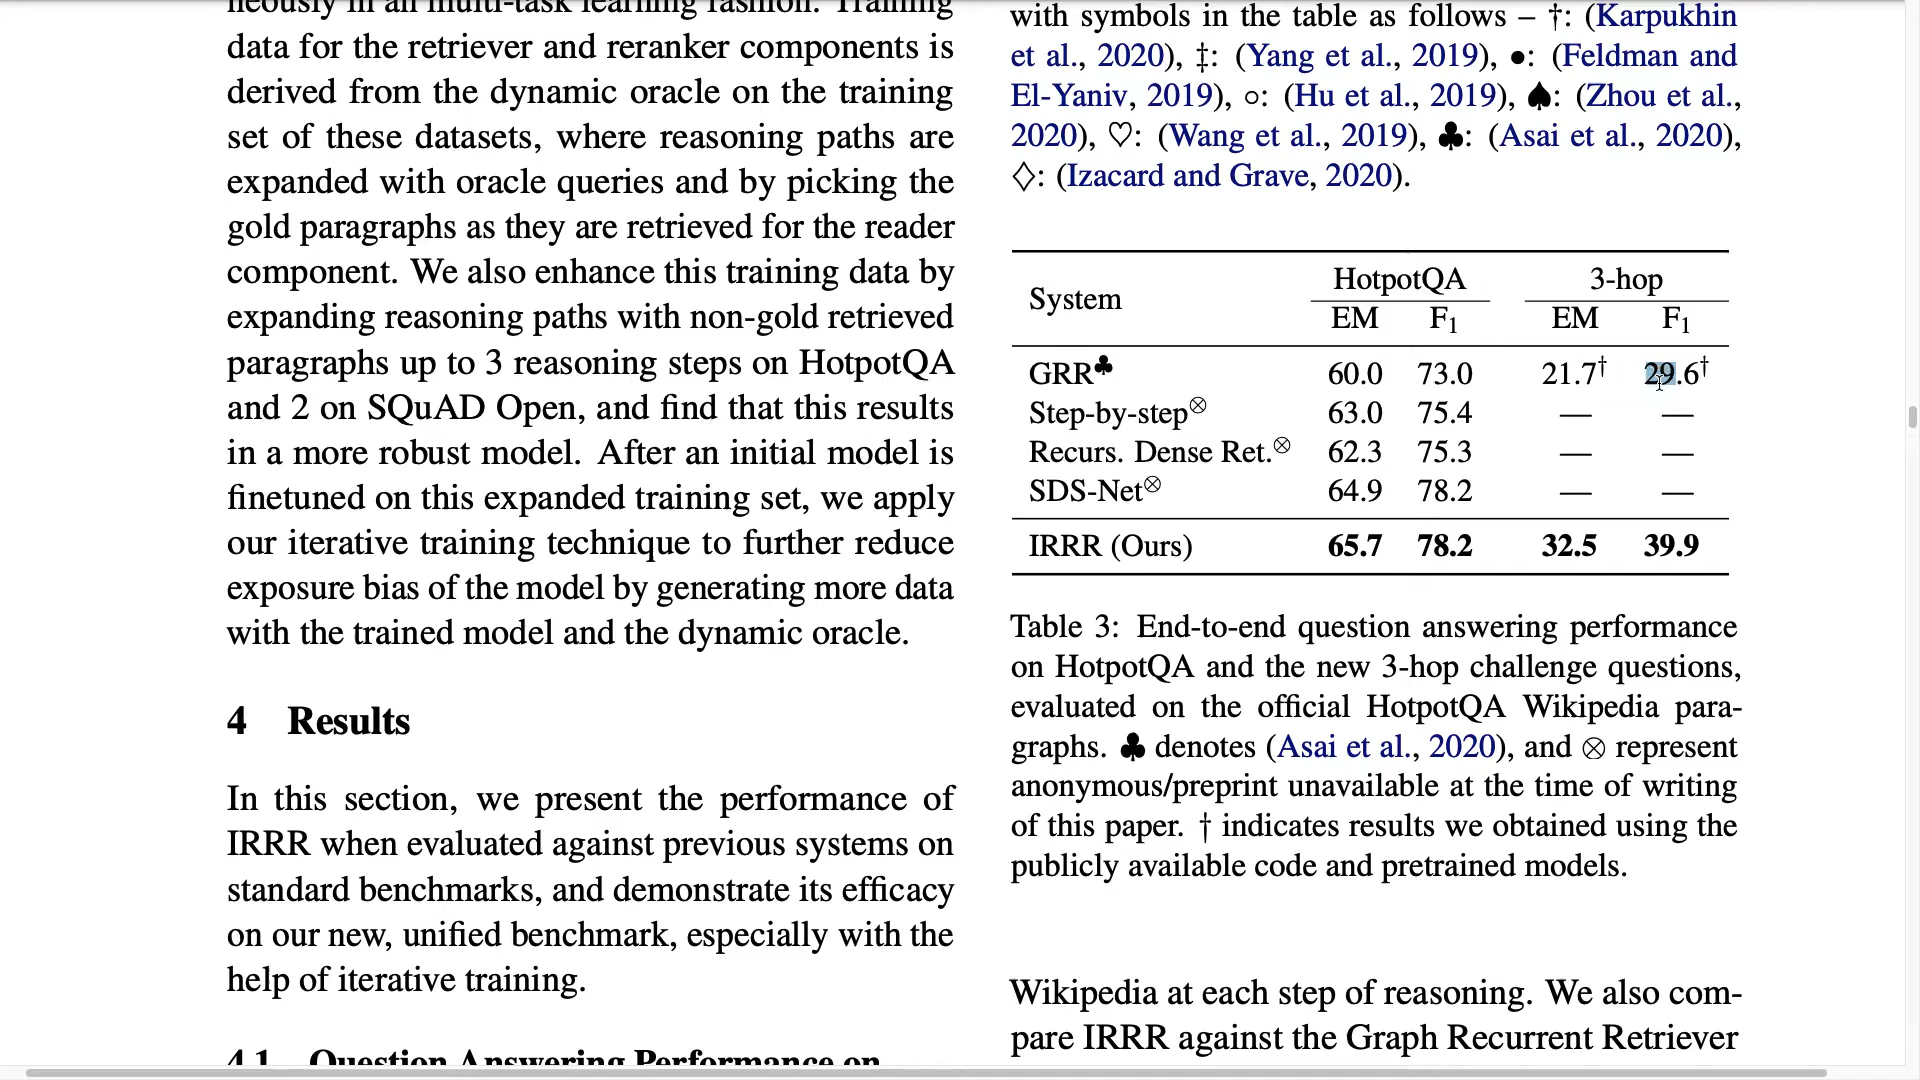 neously in an multi-task learning fashion. Training
data for the retriever and reranker components is
derived from the dynamic oracle on the training
set of these datasets, where reasoning paths are
expanded with oracle queries and by picking the
gold paragraphs as they are retrieved for the reader
component. We also enhance this training data by
expanding reasoning paths with non-gold retrieved
paragraphs up to 3 reasoning steps on HotpotQA
and 2 on SQuAD Open, and find that this results
in a more robust model. After an initial model is
finetuned on this expanded training set, we apply
our iterative training technique to further reduce
exposure bias of the model by generating more data
with the trained model and the dynamic oracle.
4 Results
In this section, we present the performance of
IRRR when evaluated against previous systems on
standard benchmarks, and demonstrate its efficacy
on our new, unified benchmark, especially with the
help of iterative training.
4.1 Question Answering Performance on
with symbols in the table as follows – †: (Karpukhin
et al., 2020), ‡: (Yang et al., 2019), ●: (Feldman and
El-Yaniv, 2019), ○: (Hu et al., 2019), ♠: (Zhou et al.,
2020), ♡: (Wang et al., 2019), ♣: (Asai et al., 2020),
♢: (Izacard and Grave, 2020).
System HotpotQA 3-hop
EM F1 EM F1
GRR♣ 60.0 73.0 21.7† 29.6†
Step-by-step⊗ 63.0 75.4 — —
Recurs. Dense Ret.⊗ 62.3 75.3 — —
SDS-Net⊗ 64.9 78.2 — —
IRRR (Ours) 65.7 78.2 32.5 39.9
Table 3: End-to-end question answering performance
on HotpotQA and the new 3-hop challenge questions,
evaluated on the official HotpotQA Wikipedia para-
graphs. ♣ denotes (Asai et al., 2020), and ⊗ represent
anonymous/preprint unavailable at the time of writing
of this paper. † indicates results we obtained using the
publicly available code and pretrained models.
Wikipedia at each step of reasoning. We also com-
pare IRRR against the Graph Recurrent Retriever